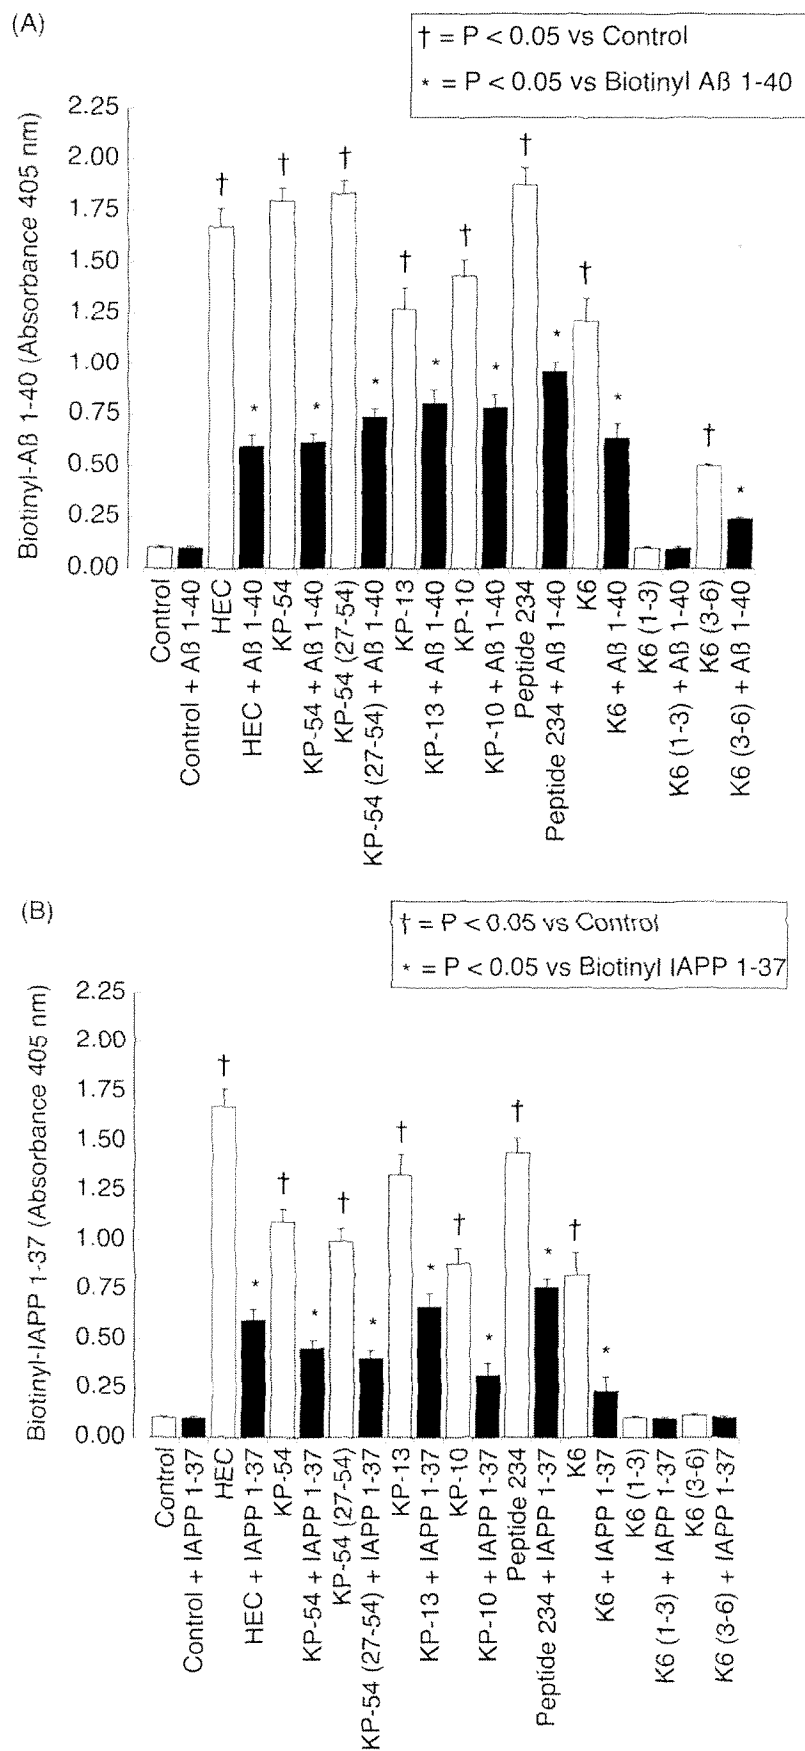 (A)
† = P < 0.05 vs Control
* = P < 0.05 vs Biotinyl Aß 1-40
Biotinyl-Aß 1-40 (Absorbance 405 nm)
2.25
2.00
1.75
1.50
1.25
1.00
0.75
0.50
0.25
0.00
† † † † † † † †
* * * * * * * *
Control
Control + Aß 1-40
HEC
HEC + Aß 1-40
KP-54
KP-54 + Aß 1-40
KP-54 (27-54)
KP-54 (27-54) + Aß 1-40
KP-13
KP-13 + Aß 1-40
KP-10
KP-10 + Aß 1-40
Peptide 234
Peptide 234 + Aß 1-40
K6
K6 + Aß 1-40
K6 (1-3)
K6 (1-3) + Aß 1-40
K6 (3-6)
K6 (3-6) + Aß 1-40
(B)
† = P < 0.05 vs Control
* = P < 0.05 vs Biotinyl IAPP 1-37
Biotinyl-IAPP 1-37 (Absorbance 405 nm)
2.25
2.00
1.75
1.50
1.25
1.00
0.75
0.50
0.25
0.00
† † † † † † †
* * * * * * *
Control
Control + IAPP 1-37
HEC
HEC + IAPP 1-37
KP-54
KP-54 + IAPP 1-37
KP-54 (27-54)
KP-54 (27-54) + IAPP 1-37
KP-13
KP-13 + IAPP 1-37
KP-10
KP-10 + IAPP 1-37
Peptide 234
Peptide 234 + IAPP 1-37
K6
K6 + IAPP 1-37
K6 (1-3)
K6 (1-3) + IAPP 1-37
K6 (3-6)
K6 (3-6) + IAPP 1-37